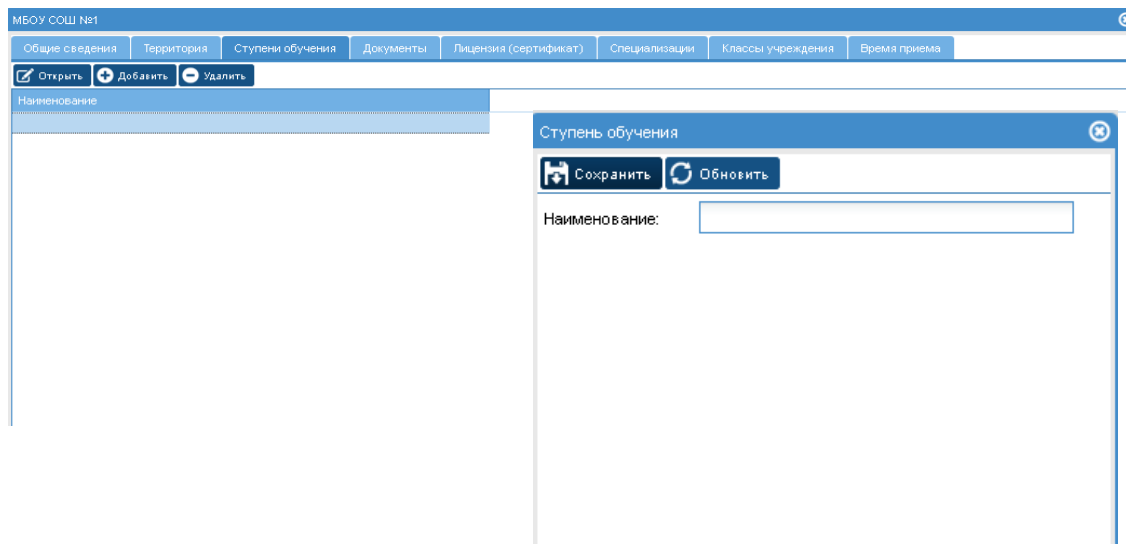 МБОУ СОШ №1
Общие сведения Территория Ступени обучения Документы Лицензия (сертификат) Специализации Классы учреждения Время приема
Открыть Добавить Удалить
Наименование
Ступень обучения
Сохранить Обновить
Наименование: